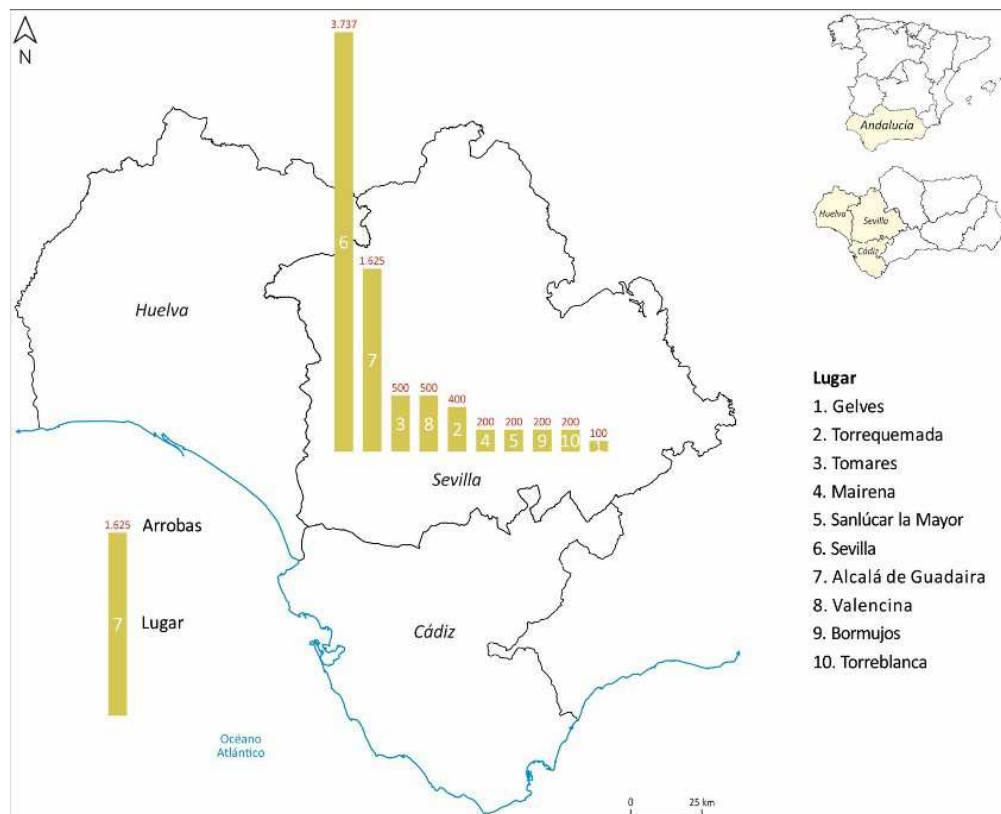 N
3.737
6
1.625
7
500
3
500
8
400
2
200
4
200
5
200
9
200
10
100
1
Huelva
Sevilla
Cádiz
1.625
Arrobas
7
Lugar
Océano
Atlántico
0
25 km
Andalucía
Huelva
Sevilla
Cádiz
Lugar
1. Gelves
2. Torrequemada
3. Tomares
4. Mairena
5. Sanlúcar la Mayor
6. Sevilla
7. Alcalá de Guadaira
8. Valencina
9. Bormujos
10. Torreblanca